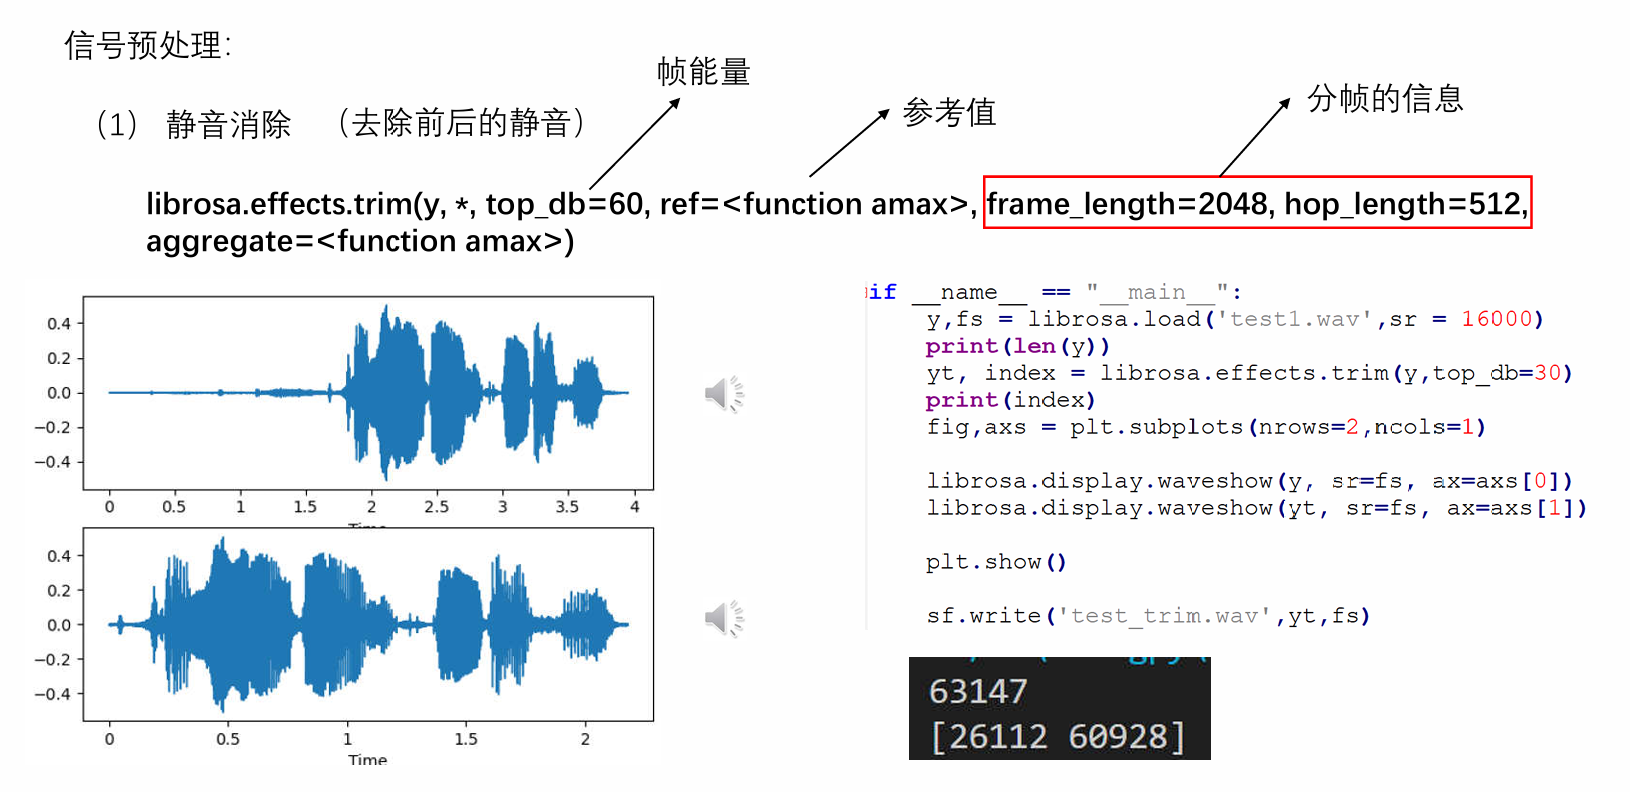 信号预处理:
帧能量
参考值
分帧的信息
(1) 静音消除 （去除前后的静音）
librosa.effects.trim(y, *, top_db=60, ref=<function amax>, frame_length=2048, hop_length=512,
aggregate=<function amax>)
0.4
0.2
0.0
−0.2
−0.4
0 0.5 1 1.5 2 2.5 3 3.5 4
Time
0.4
0.2
0.0
−0.2
−0.4
0 0.5 1 1.5 2
Time
if __name__ == "__main__":
y,fs = librosa.load('test1.wav',sr = 16000)
print(len(y))
yt, index = librosa.effects.trim(y,top_db=30)
print(index)
fig,axs = plt.subplots(nrows=2,ncols=1)
librosa.display.waveshow(y, sr=fs, ax=axs[0])
librosa.display.waveshow(yt, sr=fs, ax=axs[1])
plt.show()
sf.write('test_trim.wav',yt,fs)
63147
[26112 60928]